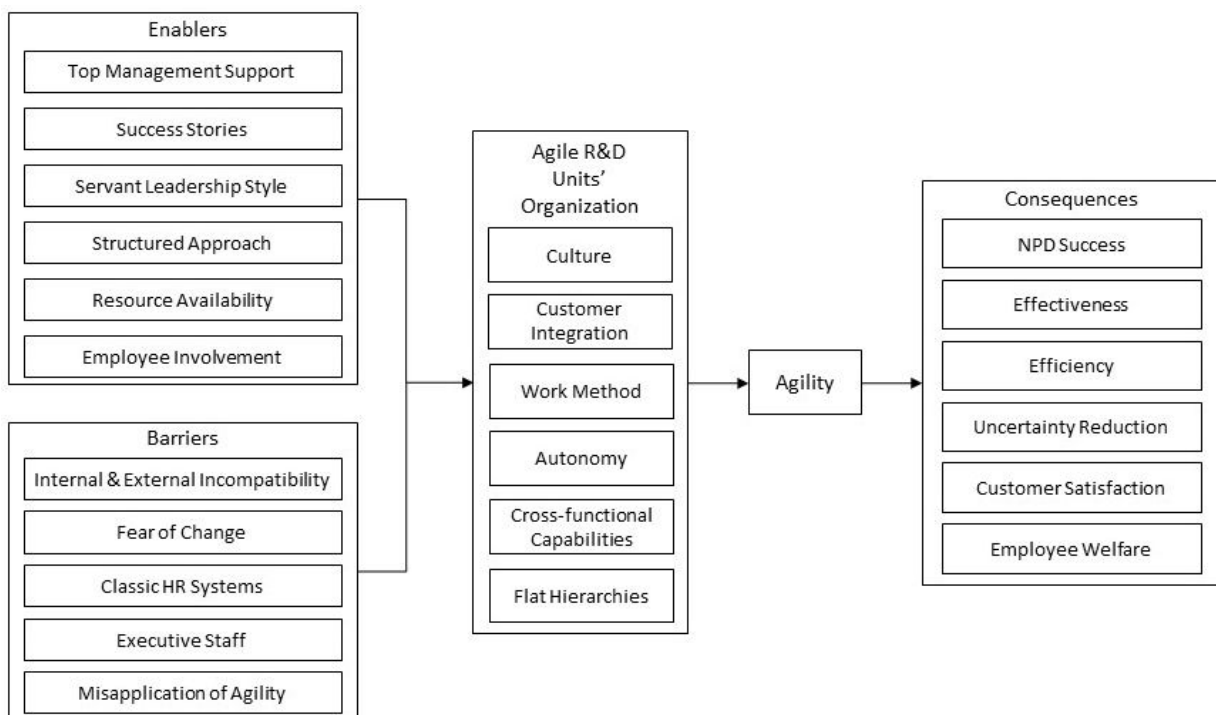 Enablers
Top Management Support
Success Stories
Servant Leadership Style
Structured Approach
Resource Availability
Employee Involvement
Barriers
Internal & External Incompatibility
Fear of Change
Classic HR Systems
Executive Staff
Misapplication of Agility
Agile R&D
Units’
Organization
Culture
Customer
Integration
Work Method
Autonomy
Cross-functional
Capabilities
Flat Hierarchies
Agility
Consequences
NPD Success
Effectiveness
Efficiency
Uncertainty Reduction
Customer Satisfaction
Employee Welfare